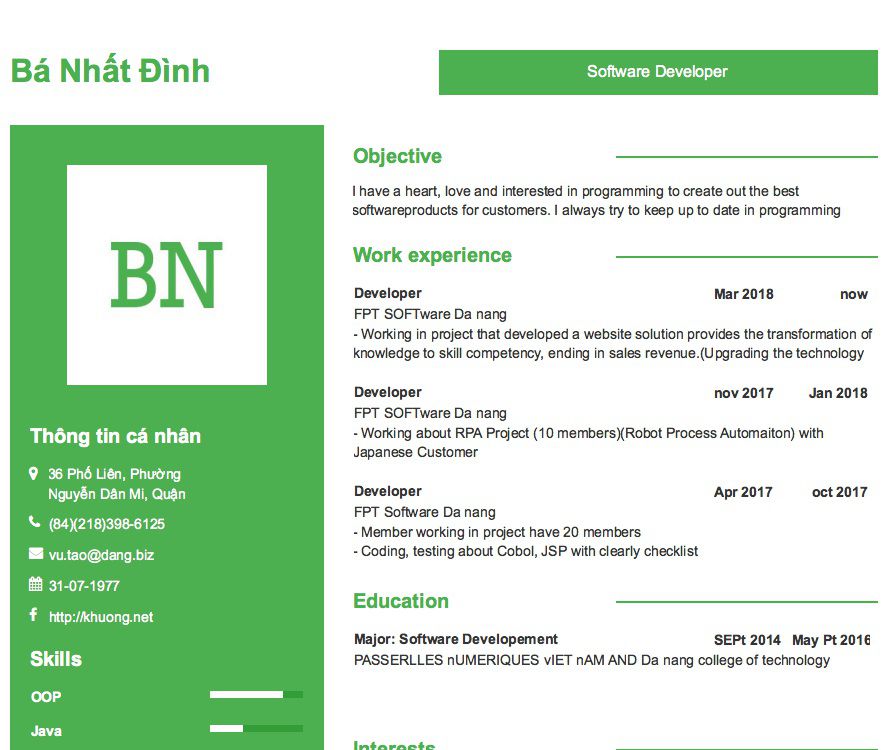 Bá Nhất Đình
Software Developer
BN
Thông tin cá nhân
36 Phố Liên, Phường
Nguyễn Dân Mi, Quận
(84)(218)398-6125
vu.tao@dang.biz
31-07-1977
http://khuong.net
Skills
OOP
Java
Objective
I have a heart, love and interested in programming to create out the best
softwareproducts for customers. I always try to keep up to date in programming
Work experience
Developer Mar 2018 now
FPT SOFTware Da nang
- Working in project that developed a website solution provides the transformation of
knowledge to skill competency, ending in sales revenue.(Upgrading the technology
Developer nov 2017 Jan 2018
FPT SOFTware Da nang
- Working about RPA Project (10 members)(Robot Process Automaiton) with
Japanese Customer
Developer Apr 2017 oct 2017
FPT Software Da nang
- Member working in project have 20 members
- Coding, testing about Cobol, JSP with clearly checklist
Education
Major: Software Developement SEPt 2014 May Pt 2016
PASSERLLES nUMERIQUES vIET nAM AND Da nang college of technology
Interests